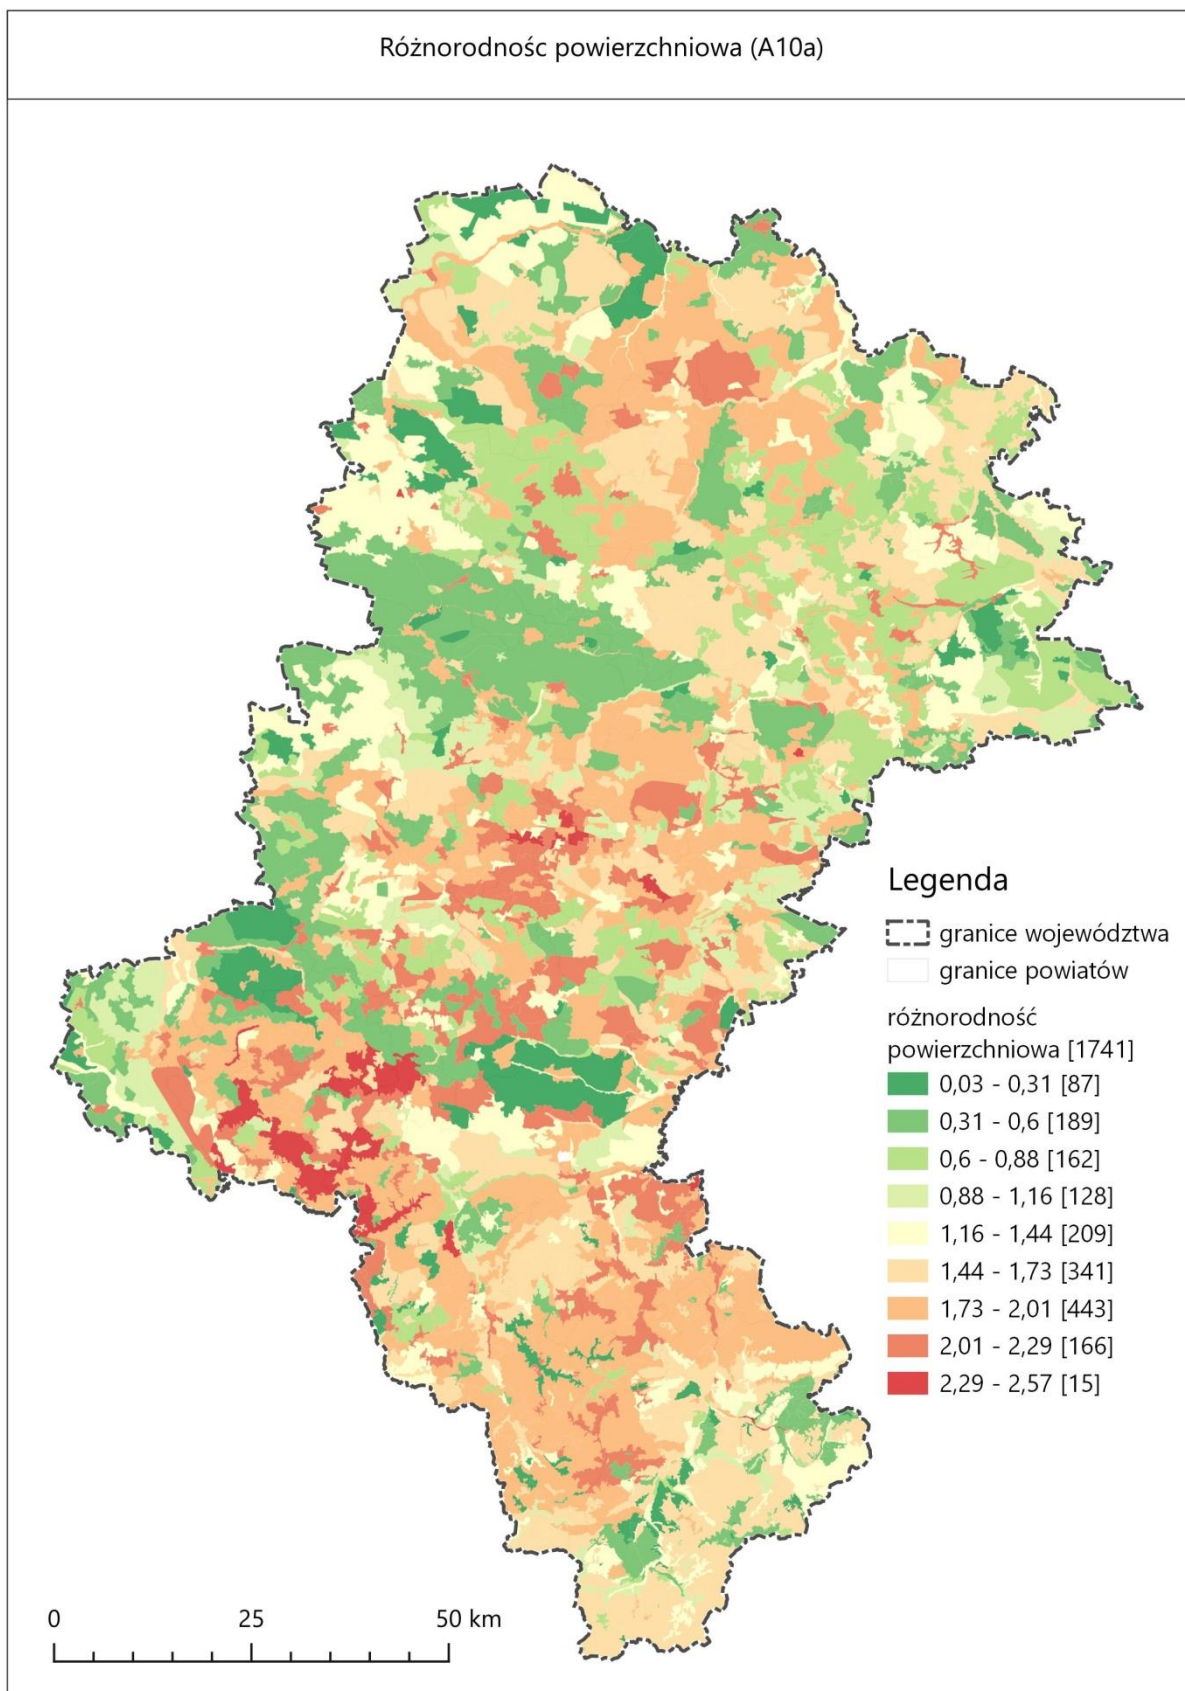 Różnorodnośc powierzchniowa (A10a)
Legenda
granice województwa
granice powiatów
różnorodność
powierzchniowa [1741]
0,03 - 0,31 [87]
0,31 - 0,6 [189]
0,6 - 0,88 [162]
0,88 - 1,16 [128]
1,16 - 1,44 [209]
1,44 - 1,73 [341]
1,73 - 2,01 [443]
2,01 - 2,29 [166]
2,29 - 2,57 [15]
0 25 50 km